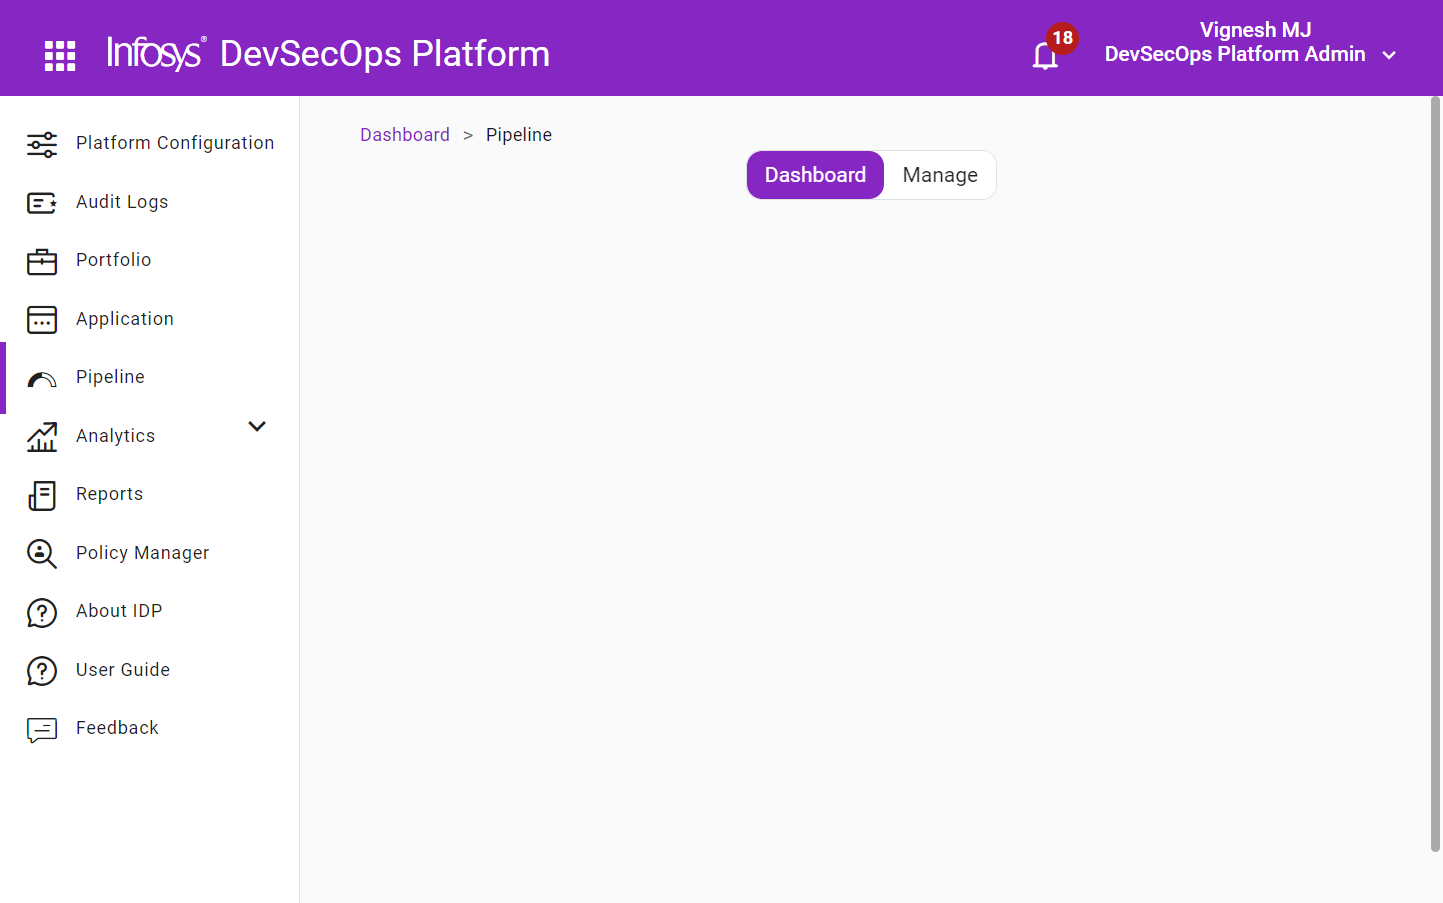 Infosys® DevSecOps Platform
18
Vignesh MJ
DevSecOps Platform Admin
Platform Configuration
Audit Logs
Portfolio
Application
Pipeline
Analytics
Reports
Policy Manager
About IDP
User Guide
Feedback
Dashboard > Pipeline
Dashboard Manage